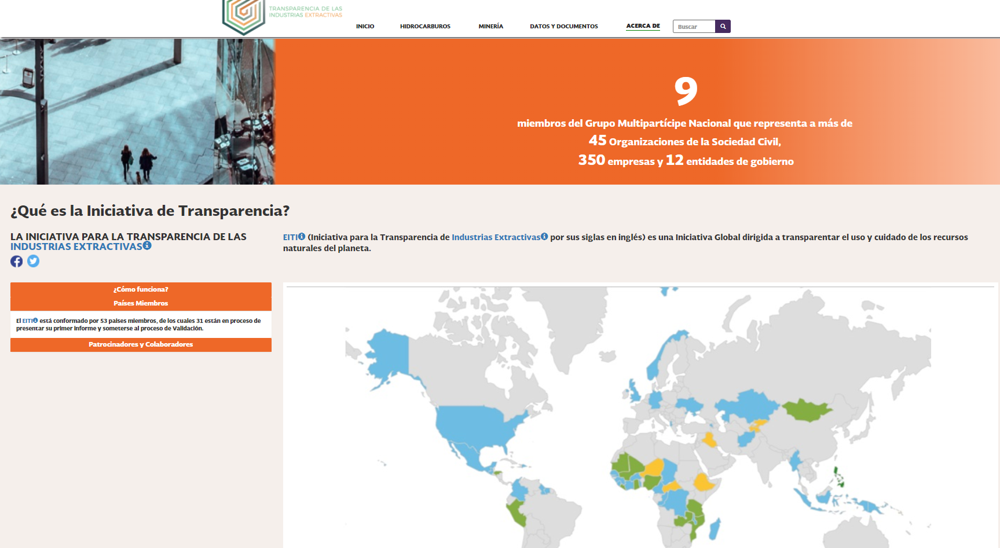 TRANSPARENCIA DE LAS
INDUSTRIAS EXTRACTIVAS
INICIO
HIDROCARBUROS
MINERÍA
DATOS Y DOCUMENTOS
ACERCA DE
Buscar
9
miembros del Grupo Multipartícipe Nacional que representa a más de
45 Organizaciones de la Sociedad Civil,
350 empresas y 12 entidades de gobierno
¿Qué es la Iniciativa de Transparencia?
LA INICIATIVA PARA LA TRANSPARENCIA DE LAS
INDUSTRIAS EXTRACTIVAS
EITI (Iniciativa para la Transparencia de Industrias Extractivas por sus siglas en inglés) es una Iniciativa Global dirigida a transparentar el uso y cuidado de los recursos
naturales del planeta.
¿Cómo funciona?
Países Miembros
El EITI está conformado por 53 países miembros, de los cuales 31 están en proceso de
presentar su primer informe y someterse al proceso de Validación.
Patrocinadores y Colaboradores